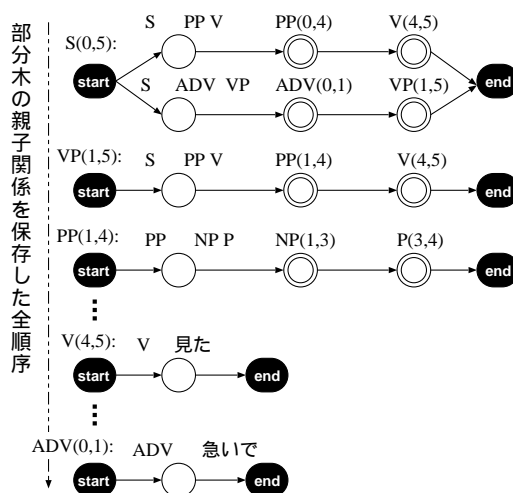 部分木の親子関係を保存した全順序
S PP V PP(0,4) V(4,5)
S(0,5):
start end
S ADV VP ADV(0,1) VP(1,5)
VP(1,5): S PP V PP(1,4) V(4,5)
start end
PP(1,4): PP NP P NP(1,3) P(3,4)
start end
V(4,5): V 見た
start end
ADV(0,1): ADV 急いで
start end